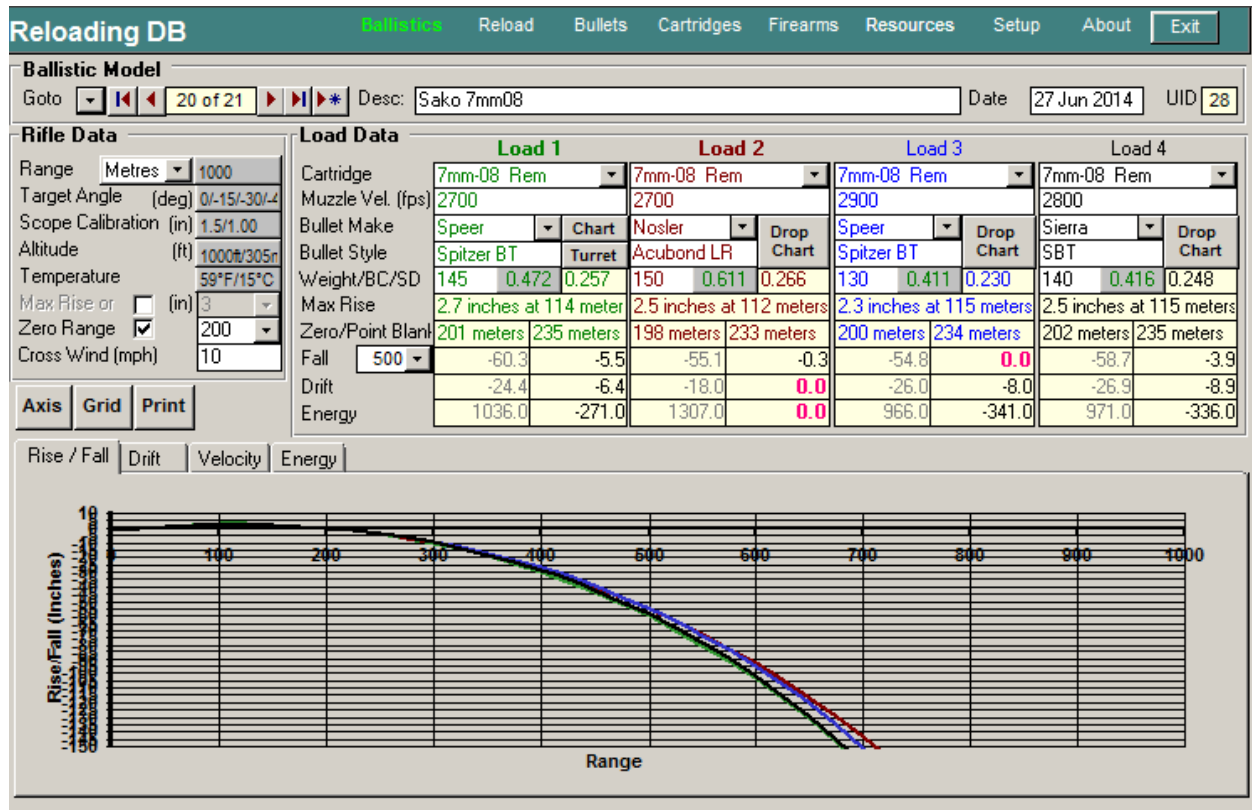 Reloading DB Ballistics Reload Bullets Cartridges Firearms Resources Setup About Exit
Ballistic Model
Goto 20 of 21 Desc: Sako 7mm08 Date 27 Jun 2014 UID 28
Rifle Data
Range Metres 1000
Target Angle (deg) 0/-15/-30/-4
Scope Calibration (in) 1.5/1.00
Altitude (ft) 1000ft/305r
Temperature 59°F/15°C
Max Rise or (in) 3
Zero Range 200
Cross Wind (mph) 10
Axis Grid Print
Load Data
Load 1 Load 2 Load 3 Load 4
Cartridge 7mm-08 Rem 7mm-08 Rem 7mm-08 Rem 7mm-08 Rem
Muzzle Vel. (fps) 2700 2700 2900 2800
Bullet Make Speer Chart Nosler Drop Chart Speer Drop Chart Sierra Drop Chart
Bullet Style Spitzer BT Turret Acubond LR Spitzer BT SBT
Weight/BC/SD 145 0.472 0.257 150 0.611 0.266 130 0.411 0.230 140 0.416 0.248
Max Rise 2.7 inches at 114 meter 2.5 inches at 112 meters 2.3 inches at 115 meters 2.5 inches at 115 meters
Zero/Point Blank 201 meters 235 meters 198 meters 233 meters 200 meters 234 meters 202 meters 235 meters
Fall 500 -60.3 -5.5 -55.1 -0.3 -54.8 0.0 -58.7 -3.9
Drift -24.4 -6.4 -18.0 0.0 -26.0 -8.0 -26.9 -8.9
Energy 1036.0 -271.0 1307.0 0.0 966.0 -341.0 971.0 -336.0
Rise / Fall Drift Velocity Energy
Rise/Fall (Inches)
10
-150
100 200 300 400 500 600 700 800 900 1000
Range